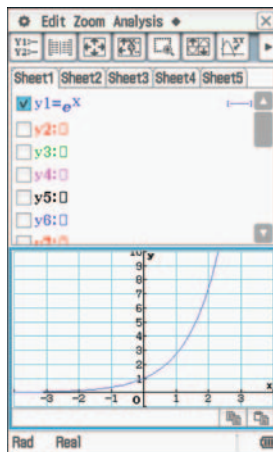 Edit Zoom Analysis
Sheet1 Sheet2 Sheet3 Sheet4 Sheet5
y1=e^x
y2:
y3:
y4:
y5:
y6:
10 y
9
8
7
6
5
4
3
2
1
-3 -2 -1 0 1 2 3 x
Rad Real